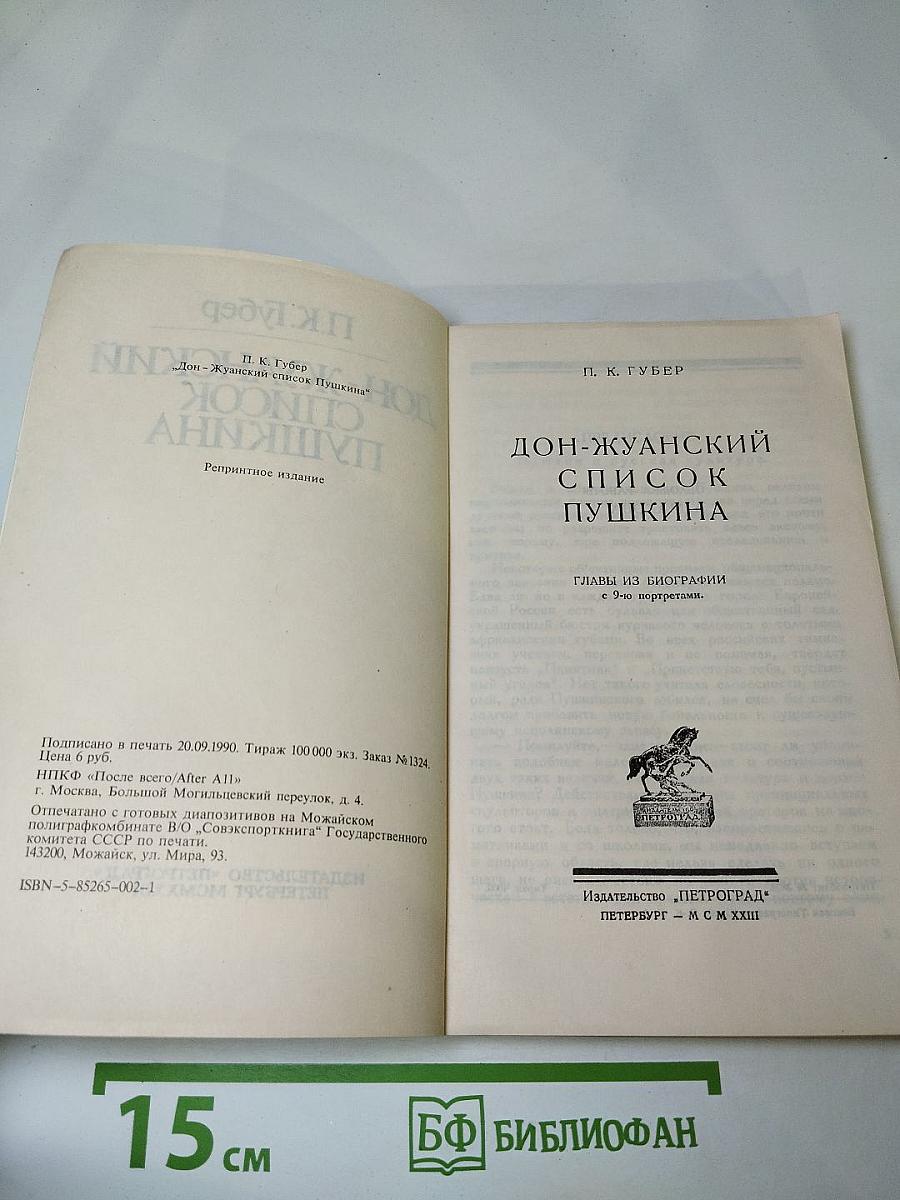 П. К. Губер
„Дон-Жуанский список Пушкина“
Репринтное издание
Подписано в печать 20.09.1990. Тираж 100 000 экз. Заказ № 1324.
Цена 6 руб.
НПКФ «После всего/After All»
г. Москва, Большой Могильцевский переулок, д. 4.
Отпечатано с готовых диапозитивов на Можайском
полиграфкомбинате В/О „Совэкспорткнига“ Государственного
комитета СССР по печати.
143200, Можайск, ул. Мира, 93.
ISBN-5-85265-002-1
П. К. ГУБЕР
ДОН-ЖУАНСКИЙ
СПИСОК
ПУШКИНА
ГЛАВЫ ИЗ БИОГРАФИИ
с 9-ю портретами.
ПЕТРОГРАД
Издательство „ПЕТРОГРАД“
ПЕТЕРБУРГ — M C M XXIII
15 см
БФ БИБЛИОФАН